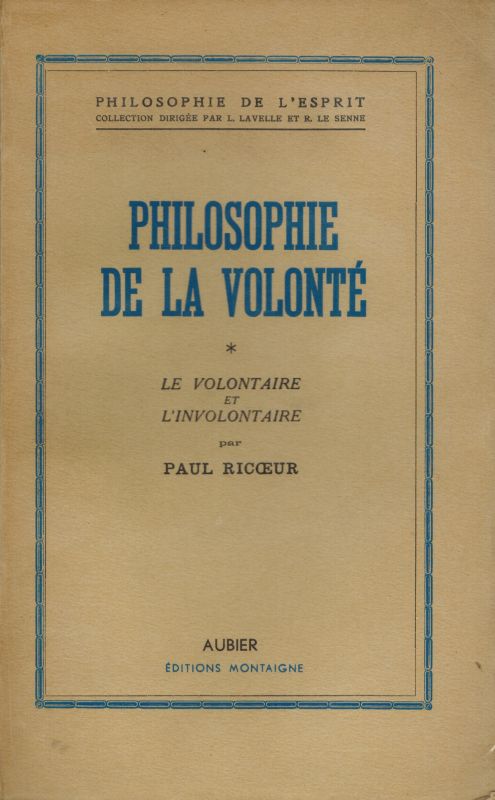 PHILOSOPHIE DE L'ESPRIT
COLLECTION DIRIGÉE PAR L. LAVELLE ET R. LE SENNE
PHILOSOPHIE
DE LA VOLONTÉ
*
LE VOLONTAIRE
ET
L'INVOLONTAIRE
par
PAUL RICŒUR
AUBIER
ÉDITIONS MONTAIGNE